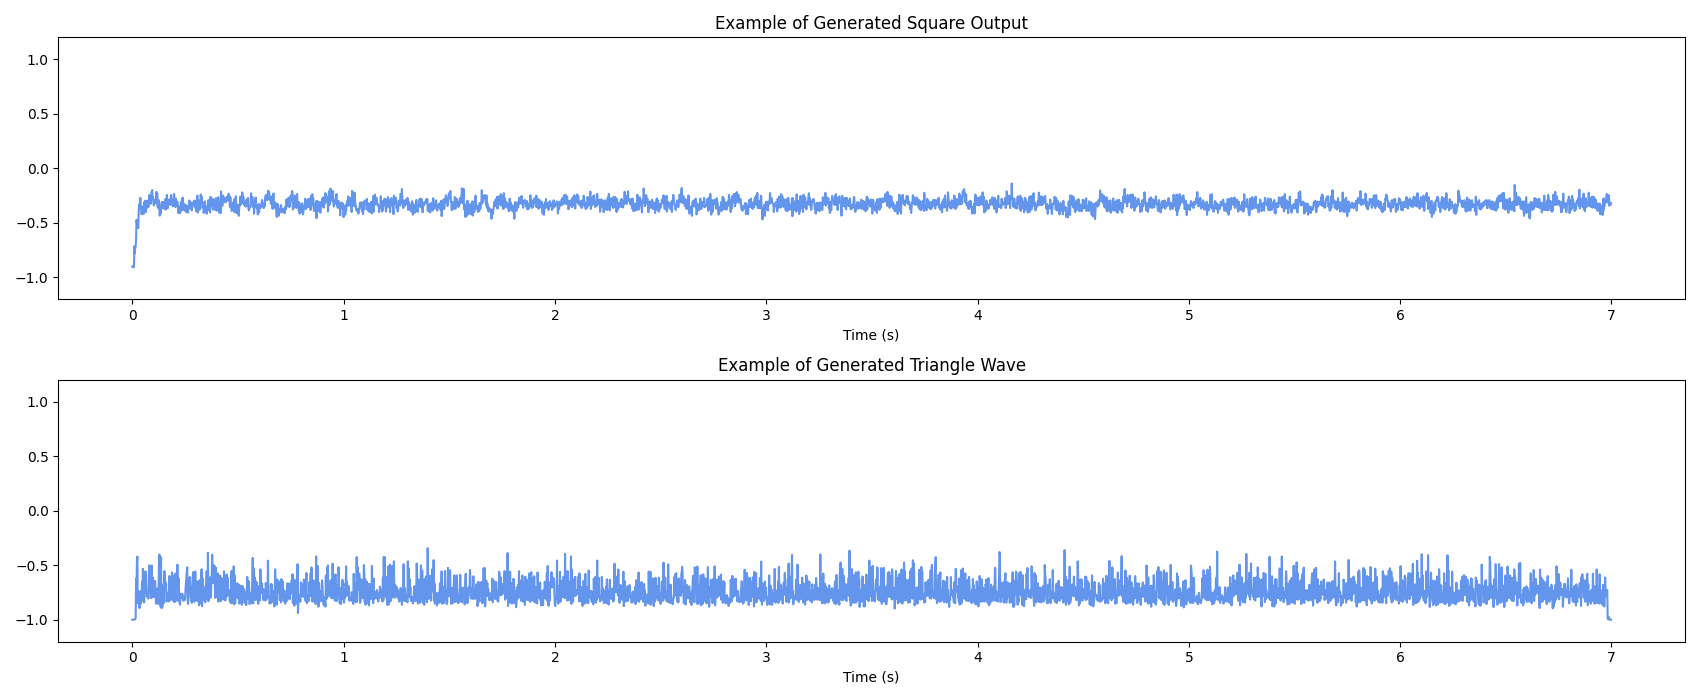 Example of Generated Square Output
1.0
0.5
0.0
−0.5
−1.0
0 1 2 3 4 5 6 7
Time (s)
Example of Generated Triangle Wave
1.0
0.5
0.0
−0.5
−1.0
0 1 2 3 4 5 6 7
Time (s)